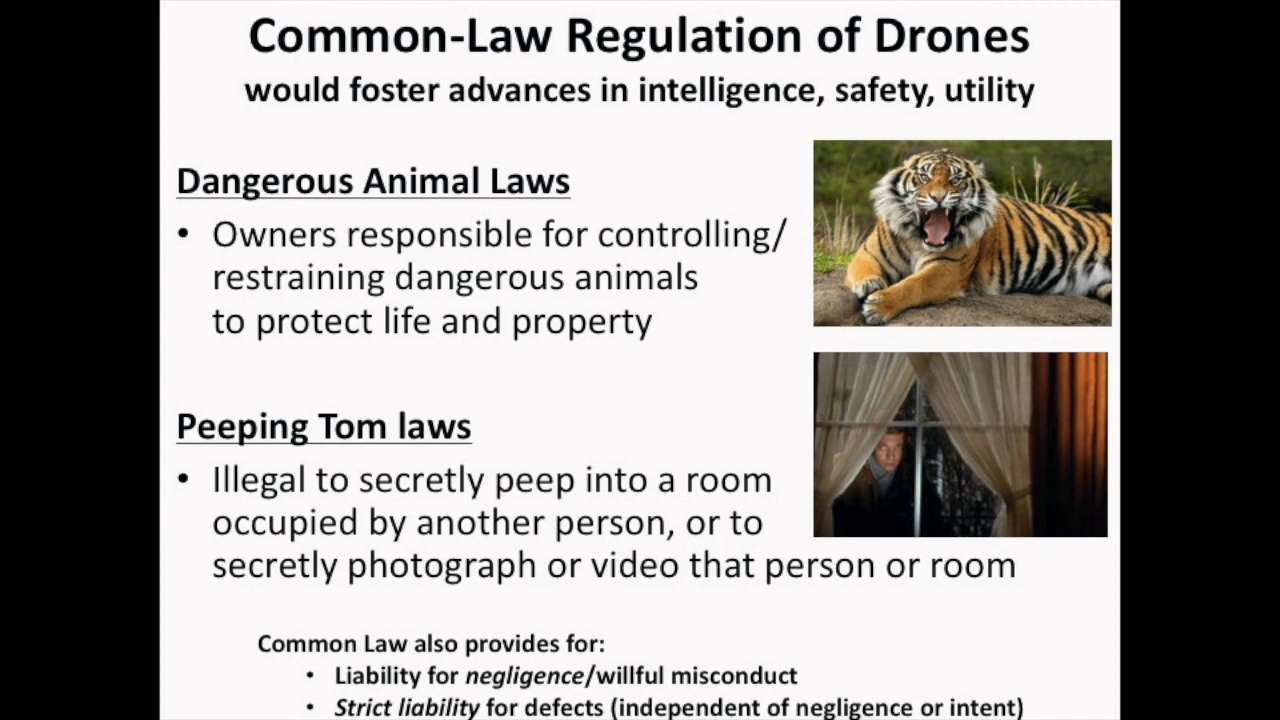 Common-Law Regulation of Drones
would foster advances in intelligence, safety, utility
Dangerous Animal Laws
• Owners responsible for controlling/
restraining dangerous animals
to protect life and property
Peeping Tom laws
• Illegal to secretly peep into a room
occupied by another person, or to
secretly photograph or video that person or room
Common Law also provides for:
• Liability for negligence/willful misconduct
• Strict liability for defects (independent of negligence or intent)